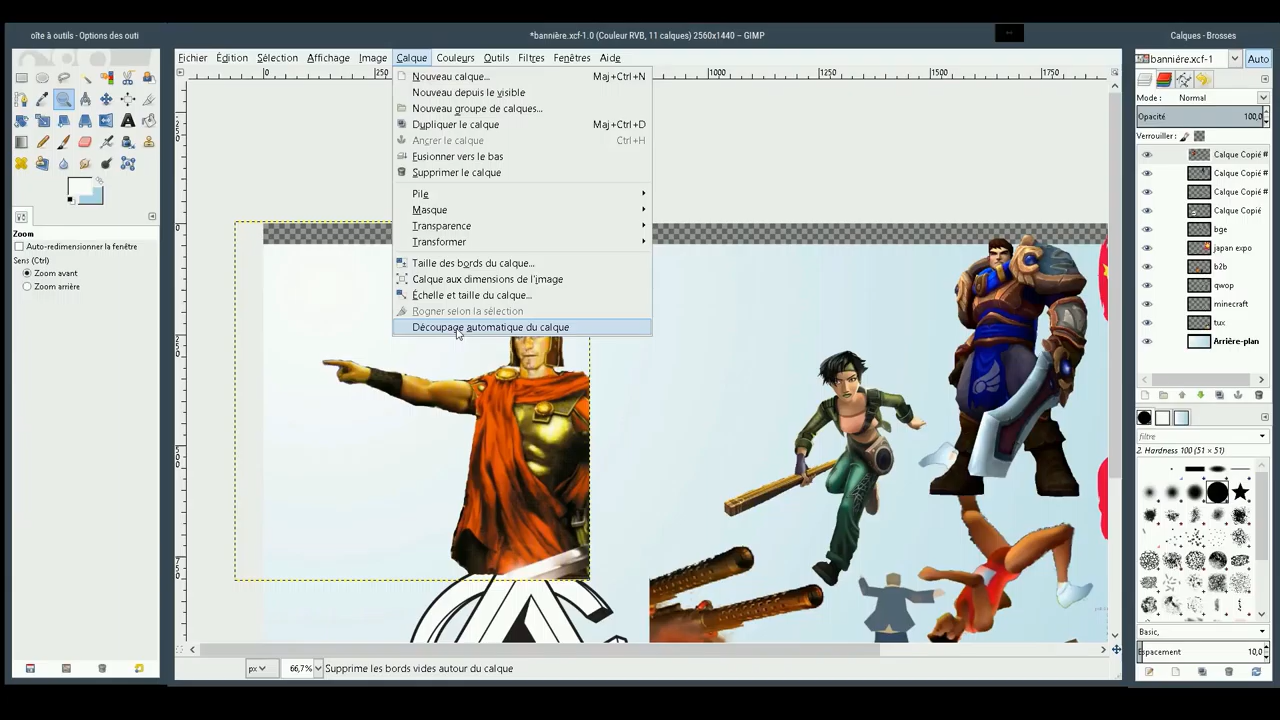 oîte à outils - Options des outi
*bannière.xcf-1.0 (Couleur RVB, 11 calques) 2560x1440 – GIMP
Calques - Brosses
Fichier Édition Sélection Affichage Image Calque Couleurs Outils Filtres Fenêtres Aide
bannière.xcf-1 Auto
0 250 1000 1250 1500 1750
Nouveau calque... Maj+Ctrl+N
Nouveau depuis le visible
Nouveau groupe de calques...
Dupliquer le calque Maj+Ctrl+D
Ancrer le calque Ctrl+H
Fusionner vers le bas
Supprimer le calque
Pile
Masque
Transparence
Transformer
Taille des bords du calque...
Calque aux dimensions de l'image
Échelle et taille du calque...
Rogner selon la sélection
Découpage automatique du calque
Zoom
Auto-redimensionner la fenêtre
Sens (Ctrl)
Zoom avant
Zoom arrière
Mode : Normal
Opacité 100,0
Verrouiller :
Calque Copié #
Calque Copié #
Calque Copié #
Calque Copié
bge
japan expo
b2b
qwop
minecraft
tux
Arrière-plan
filtre
2. Hardness 100 (51 × 51)
Basic,
Espacement 10,0
px 66,7% Supprime les bords vides autour du calque